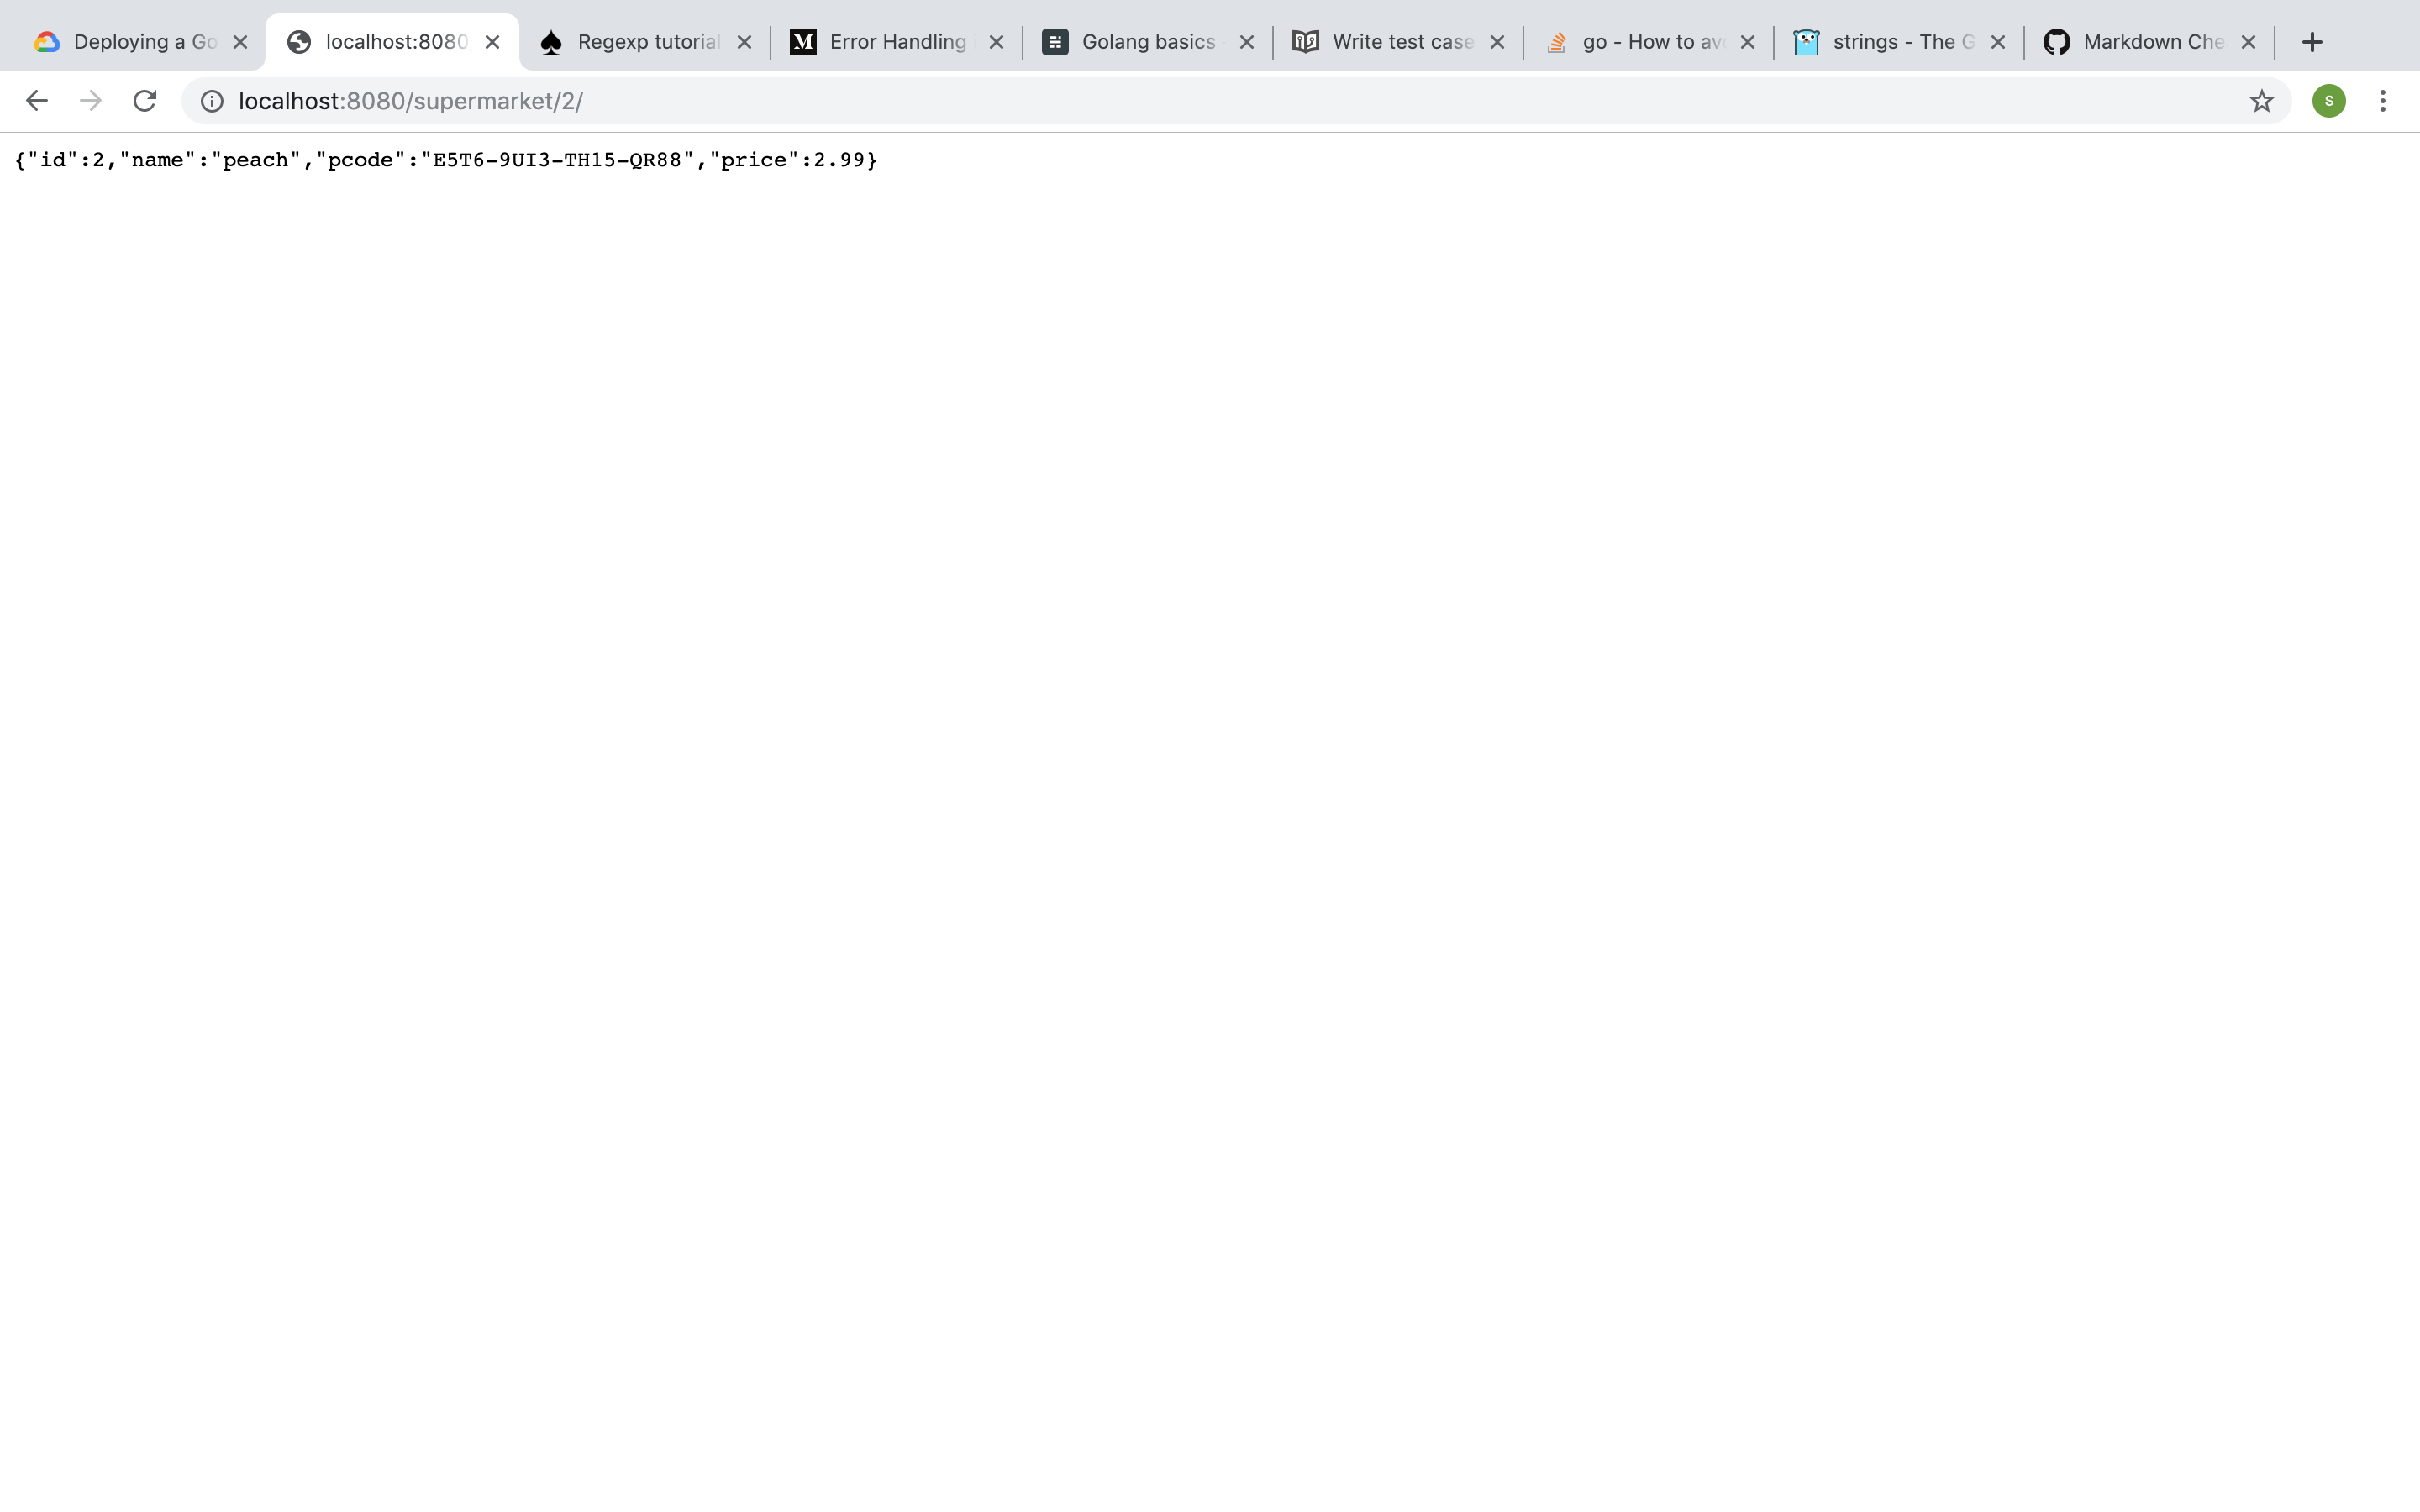 Deploying a Go localhost:8080 Regexp tutorial M Error Handling Golang basics - Write test case go - How to av strings - The G Markdown Che
localhost:8080/supermarket/2/ S
{"id":2,"name":"peach","pcode":"E5T6-9UI3-TH15-QR88","price":2.99}